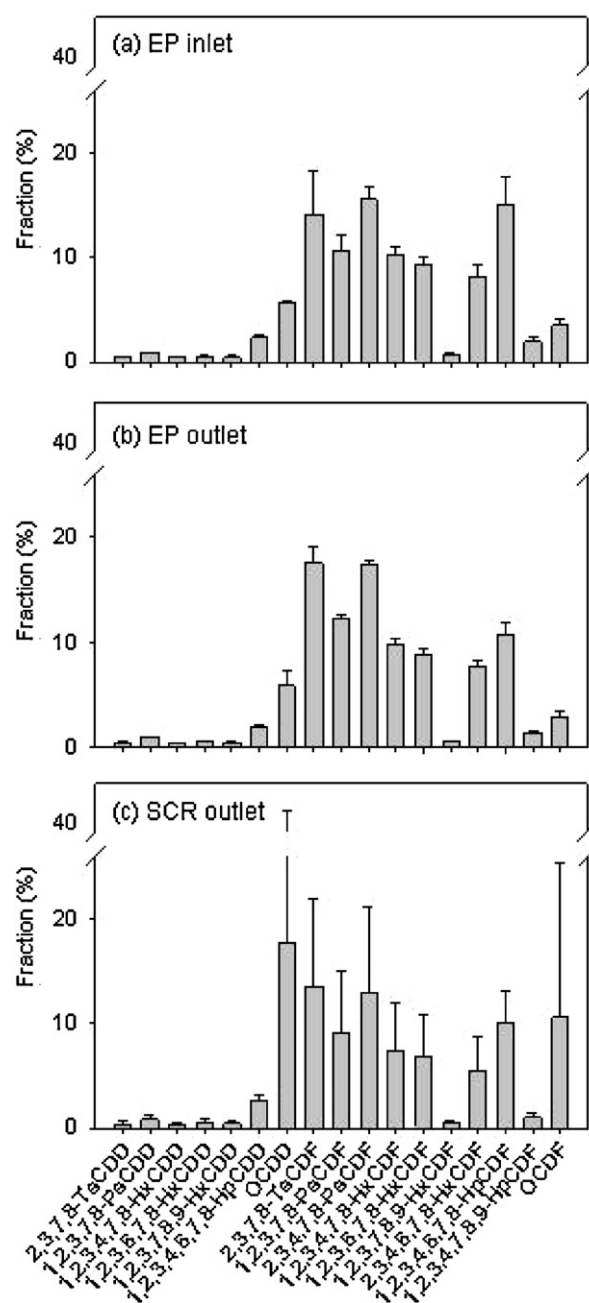 (a) EP inlet
40
20
10
0
Fraction (%)
(b) EP outlet
40
20
10
0
Fraction (%)
(c) SCR outlet
40
20
10
0
Fraction (%)
2,3,7,8-TeCDD
1,2,3,7,8-PeCDD
1,2,3,4,7,8-HxCDD
1,2,3,6,7,8-HxCDD
1,2,3,7,8,9-HxCDD
1,2,3,4,6,7,8-HpCDD
OCDD
2,3,7,8-TeCDF
1,2,3,7,8-PeCDF
2,3,4,7,8-PeCDF
1,2,3,4,7,8-HxCDF
1,2,3,6,7,8-HxCDF
1,2,3,7,8,9-HxCDF
2,3,4,6,7,8-HxCDF
1,2,3,4,6,7,8-HpCDF
1,2,3,4,7,8,9-HpCDF
OCDF